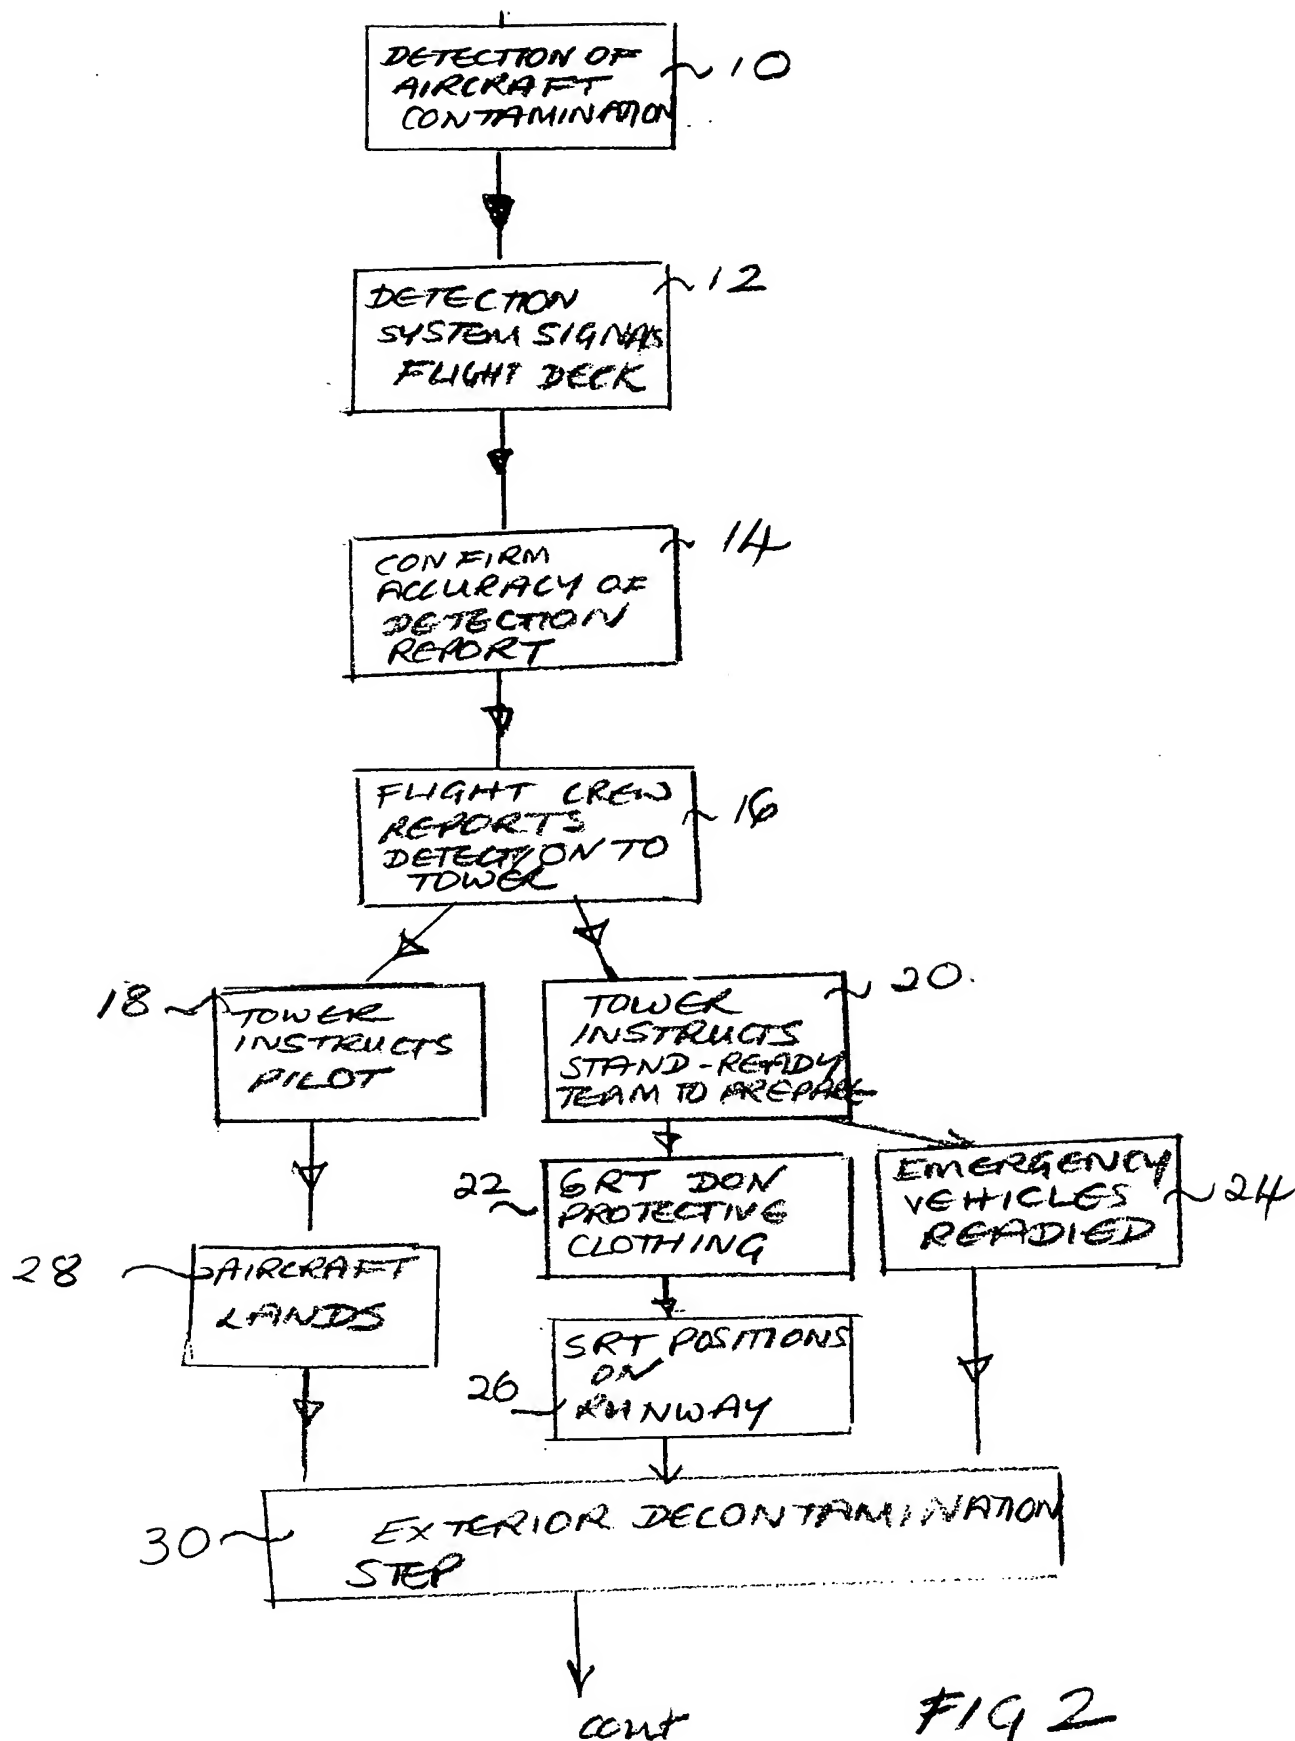 DETECTION OF
AIRCRAFT
CONTAMINATION
10
DETECTION
SYSTEM SIGNALS
FLIGHT DECK
12
CONFIRM
ACCURACY OF
DETECTION
REPORT
14
FLIGHT CREW
REPORTS
DETECTION TO
TOWER
16
18
TOWER
INSTRUCTS
PILOT
TOWER
INSTRUCTS
STAND-READY
TEAM TO PREPARE
20.
22
SRT DON
PROTECTIVE
CLOTHING
EMERGENCY
VEHICLES
READIED
24
28
AIRCRAFT
LANDS
SRT POSITIONS
ON
RUNWAY
26
30
EXTERIOR DECONTAMINATION
STEP
cont
FIG 2